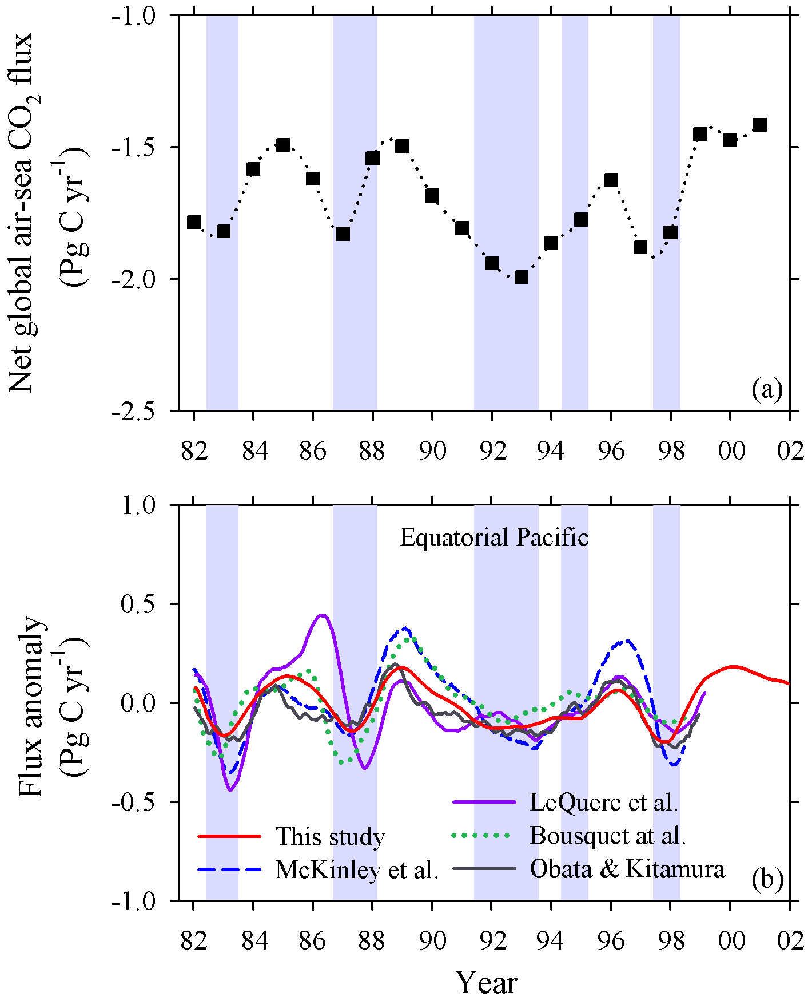 Net global air-sea CO2 flux
(Pg C yr-1)
-1.0
-1.5
-2.0
-2.5
(a)
82 84 86 88 90 92 94 96 98 00 02
Flux anomaly
(Pg C yr-1)
1.0
0.5
0.0
-0.5
-1.0
Equatorial Pacific
LeQuere et al.
This study
Bousquet at al.
McKinley et al.
Obata & Kitamura
(b)
82 84 86 88 90 92 94 96 98 00 02
Year